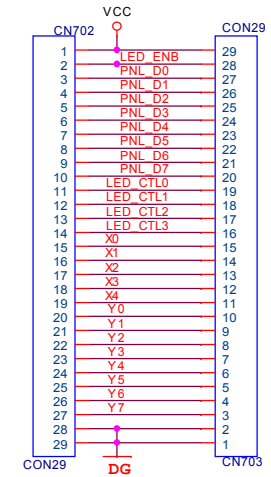 VCC
CN702 CON29
1 29
2 LED_ENB 28
3 PNL_D0 27
4 PNL_D1 26
5 PNL_D2 25
6 PNL_D3 24
7 PNL_D4 23
8 PNL_D5 22
9 PNL_D6 21
10 PNL_D7 20
11 LED_CTL0 19
12 LED_CTL1 18
13 LED_CTL2 17
14 LED_CTL3 16
15 X0 15
16 X1 14
17 X2 13
18 X3 12
19 X4 11
20 Y0 10
21 Y1 9
22 Y2 8
23 Y3 7
24 Y4 6
25 Y5 5
26 Y6 4
27 Y7 3
28 2
29 1
CON29 DG CN703